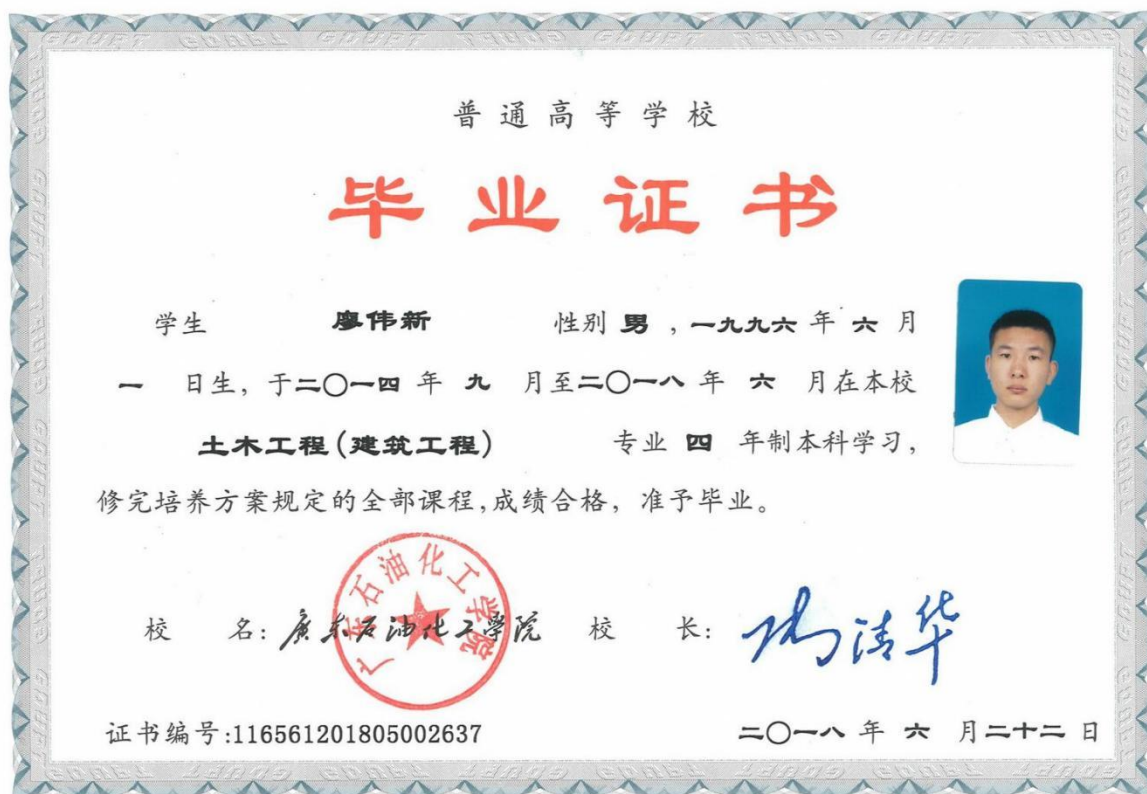 普通高等学校
毕业证书
学生 廖伟新 性别 男，一九九六 年 六 月
一 日生，于二〇一四 年 九 月至二〇一八 年 六 月在本校
土木工程(建筑工程) 专业 四 年制本科学习，
修完培养方案规定的全部课程，成绩合格，准予毕业。
广东石油化工学院
校 名：廣东石油化工學院 校 长：
证书编号:116561201805002637 二〇一八 年 六 月二十二 日
GDUPT